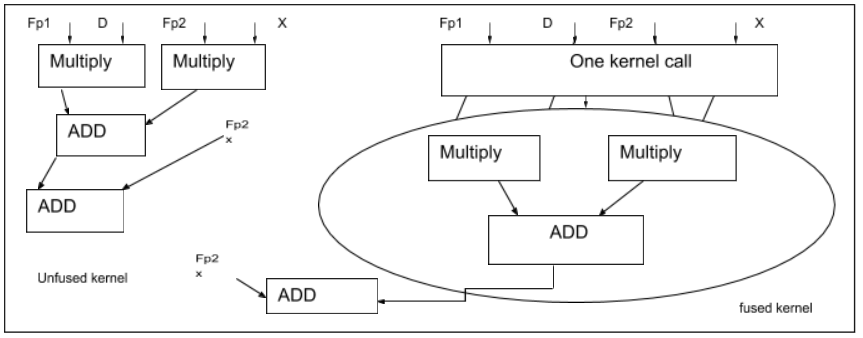 Fp1 D Fp2 X
Multiply Multiply
ADD
Fp2
x
ADD
Unfused kernel
Fp1 D Fp2 X
One kernel call
Multiply Multiply
ADD
Fp2
x
ADD
fused kernel